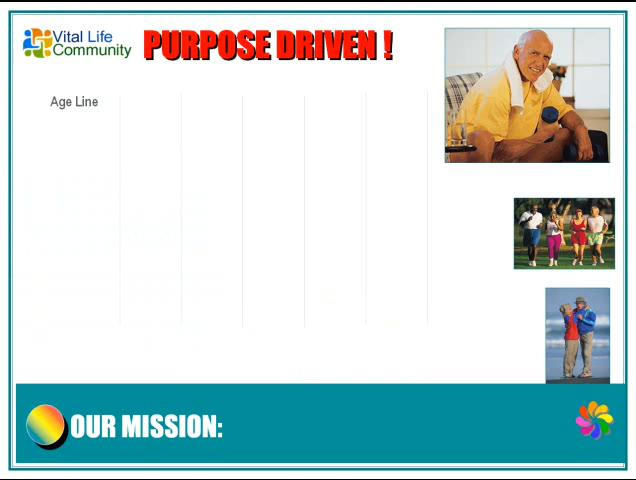 Vital Life
Community
PURPOSE DRIVEN !
Age Line
OUR MISSION: